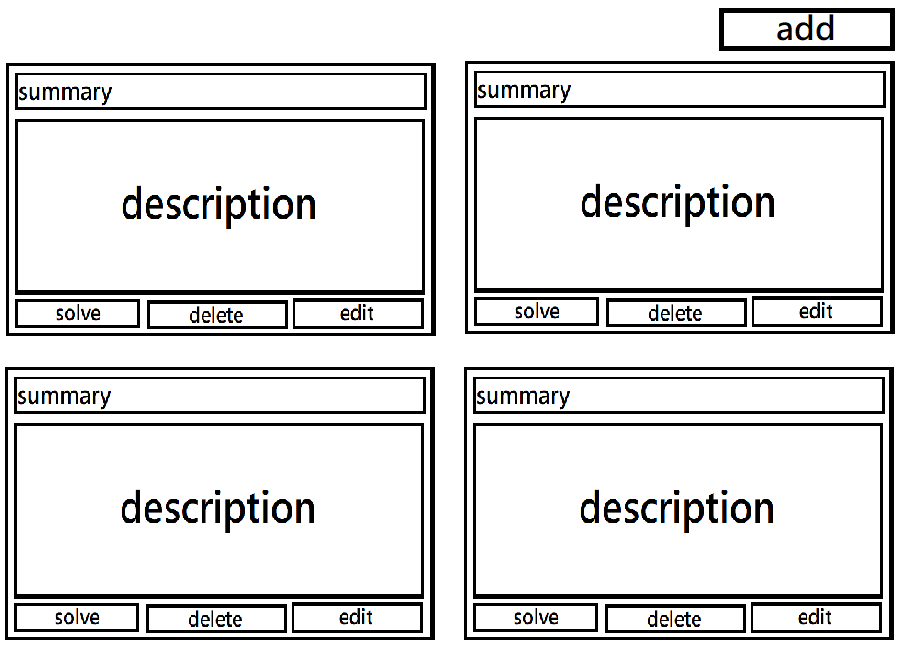 add
summary
description
solve delete edit
summary
description
solve delete edit
summary
description
solve delete edit
summary
description
solve delete edit